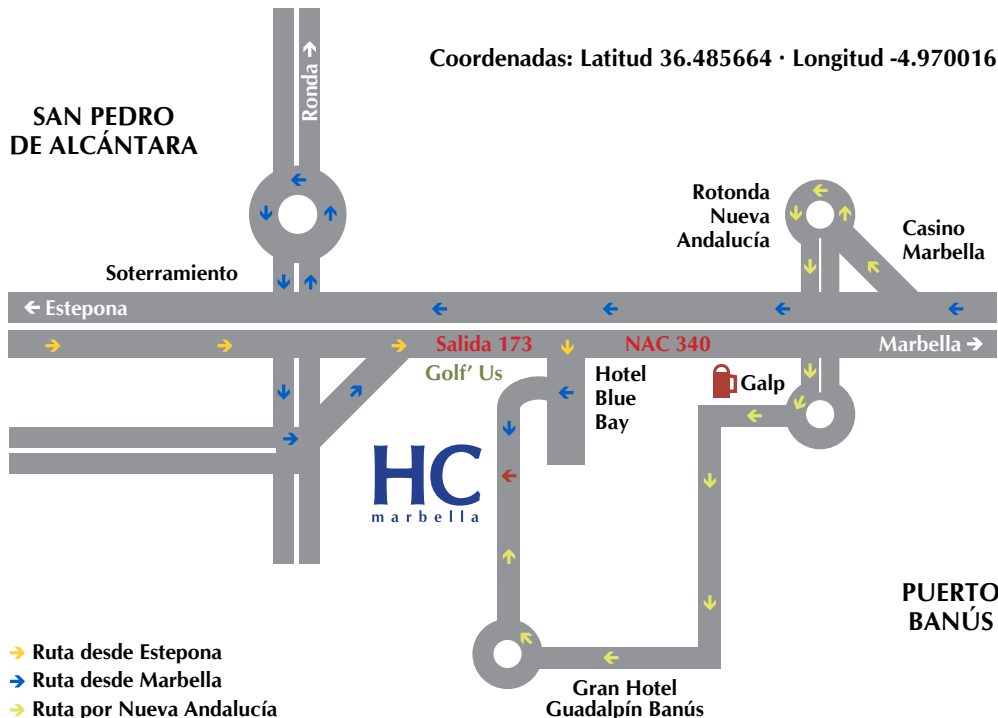 Coordenadas: Latitud 36.485664 · Longitud -4.970016
Ronda →
SAN PEDRO
DE ALCÁNTARA
Rotonda
Nueva
Andalucía
Casino
Marbella
Soterramiento
← Estepona
Salida 173
NAC 340
Marbella →
Golf' Us
Hotel
Blue
Bay
Galp
HC
marbella
PUERTO
BANÚS
→ Ruta desde Estepona
→ Ruta desde Marbella
→ Ruta por Nueva Andalucía
Gran Hotel
Guadalpín Banús